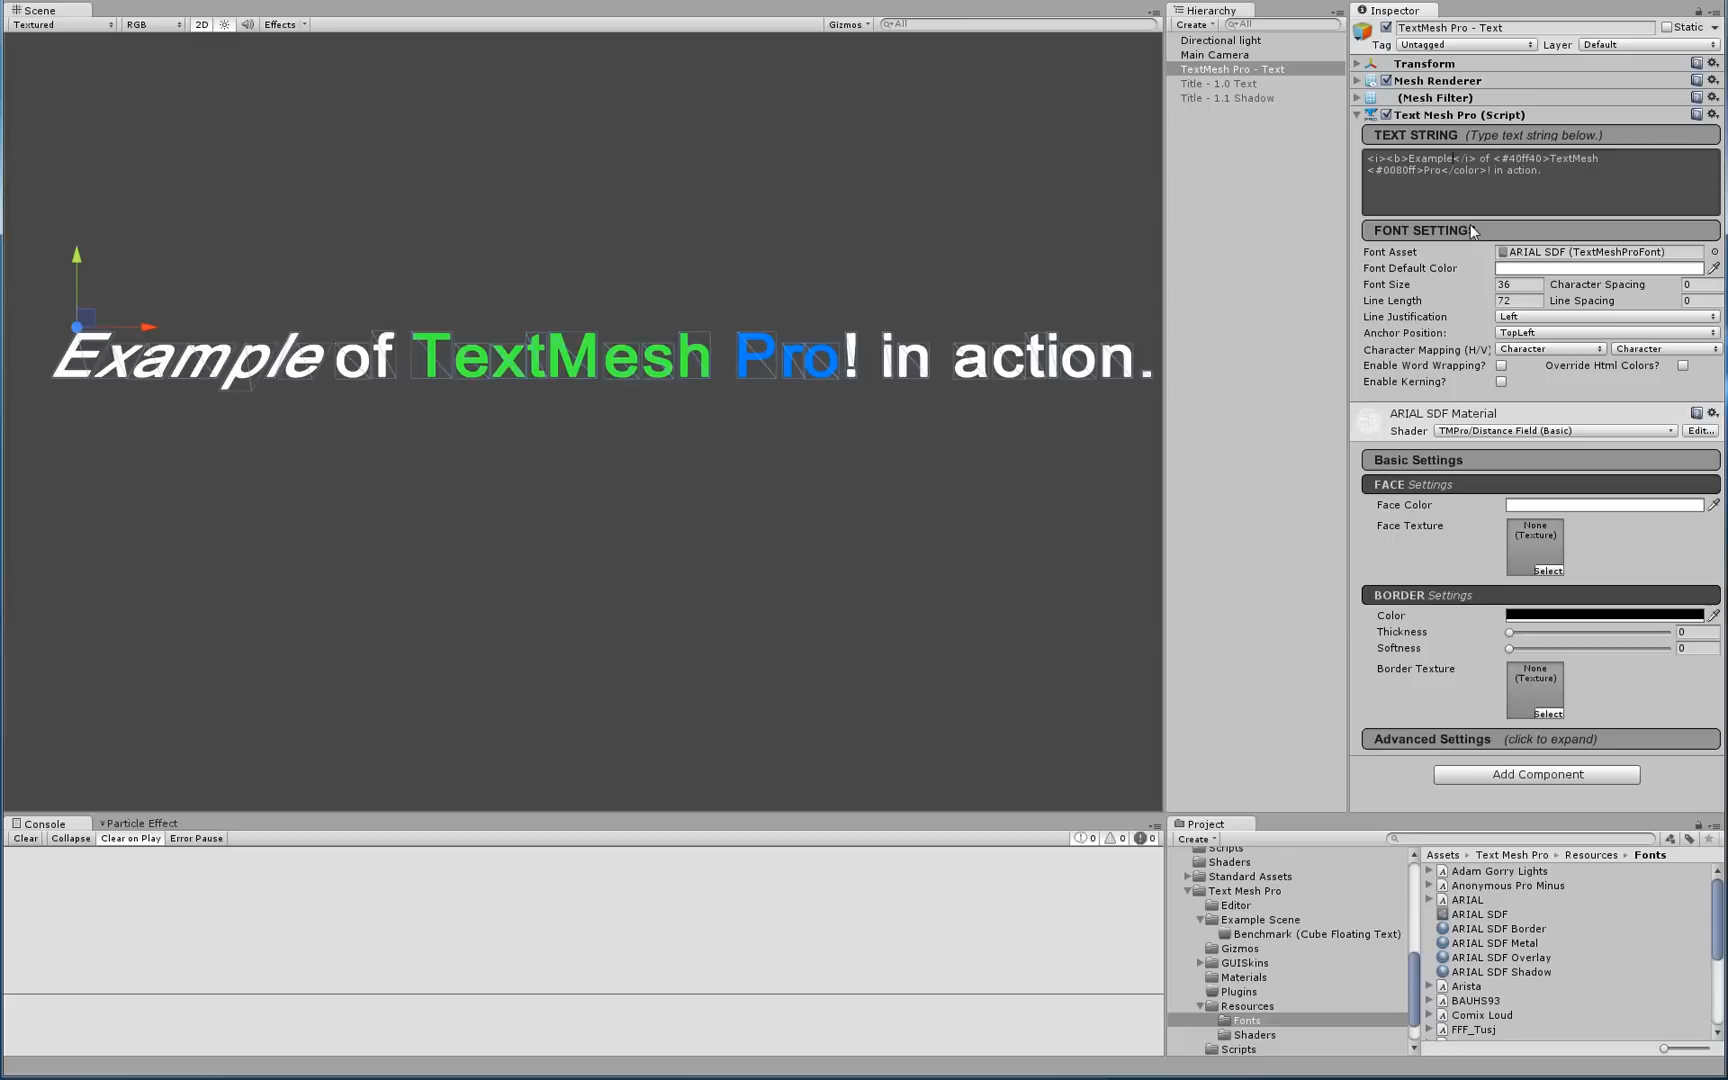 Scene
Textured RGB 2D Effects Gizmos All
Example of TextMesh Pro! in action.
Hierarchy
Create All
Directional light
Main Camera
TextMesh Pro - Text
Title - 1.0 Text
Title - 1.1 Shadow
Inspector
TextMesh Pro - Text Static
Tag Untagged Layer Default
Transform
Mesh Renderer
(Mesh Filter)
Text Mesh Pro (Script)
TEXT STRING (Type text string below.)
<i><b>Example</i> of <#40ff40>TextMesh
<#0080ff>Pro</color>! in action.
FONT SETTING
Font Asset ARIAL SDF (TextMeshProFont)
Font Default Color
Font Size 36 Character Spacing 0
Line Length 72 Line Spacing 0
Line Justification Left
Anchor Position: TopLeft
Character Mapping (H/V) Character Character
Enable Word Wrapping? Override Html Colors?
Enable Kerning?
ARIAL SDF Material
Shader TMPro/Distance Field (Basic) Edit...
Basic Settings
FACE Settings
Face Color
Face Texture None
(Texture)
Select
BORDER Settings
Color
Thickness 0
Softness 0
Border Texture None
(Texture)
Select
Advanced Settings (click to expand)
Add Component
Console Particle Effect
Clear Collapse Clear on Play Error Pause 0 0 0
Project
Create
Scripts
Shaders
Standard Assets
Text Mesh Pro
Editor
Example Scene
Benchmark (Cube Floating Text)
Gizmos
GUISkins
Materials
Plugins
Resources
Fonts
Shaders
Scripts
Assets Text Mesh Pro Resources Fonts
Adam Gorry Lights
Anonymous Pro Minus
ARIAL
ARIAL SDF
ARIAL SDF Border
ARIAL SDF Metal
ARIAL SDF Overlay
ARIAL SDF Shadow
Arista
BAUHS93
Comix Loud
FFF_Tusj